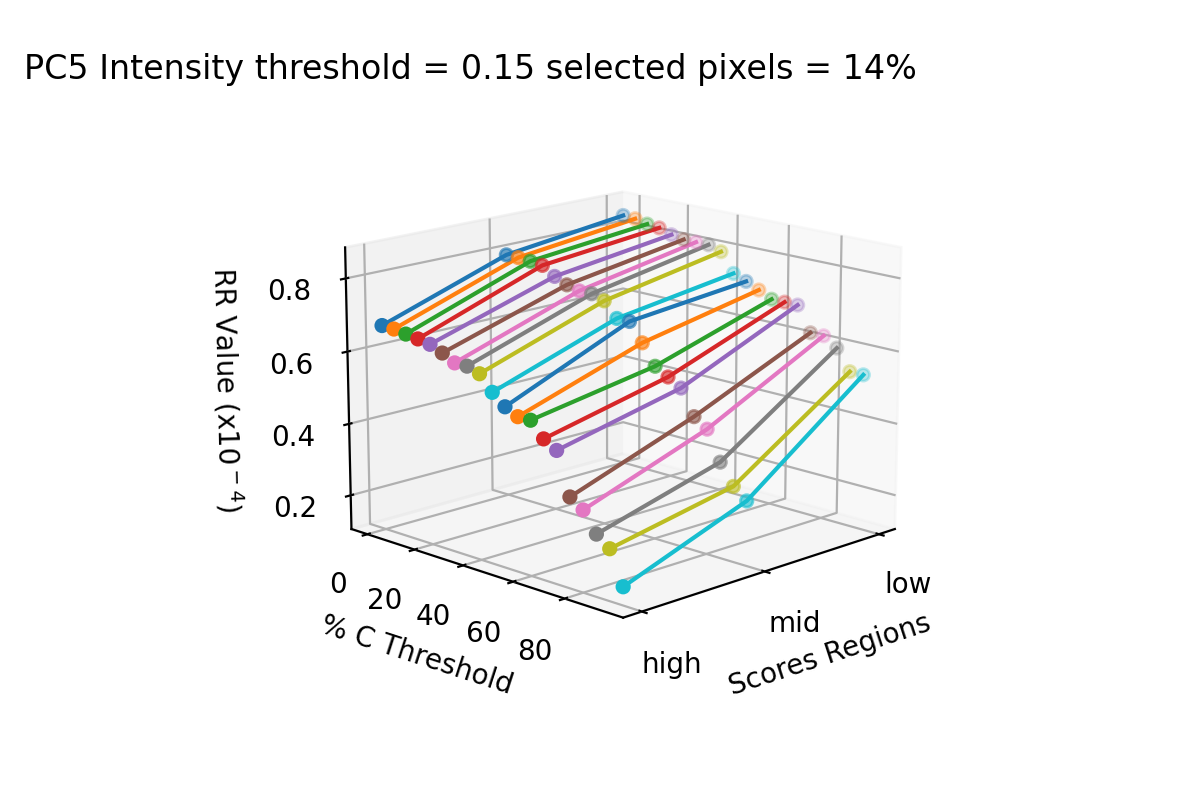 PC5 Intensity threshold = 0.15 selected pixels = 14%
RR Value (x10⁻⁴)
0.8
0.6
0.4
0.2
0
20
40
60
80
% C Threshold
high
mid
low
Scores Regions